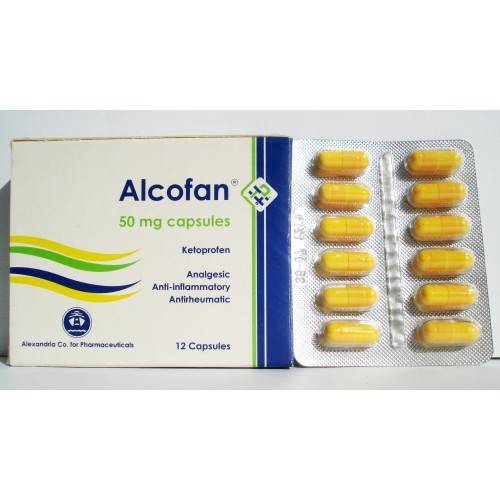 Alcofan®
50 mg capsules
Ketoprofen
Analgesic
Anti-inflammatory
Antirheumatic
Alexandria Co. for Pharmaceuticals
12 Capsules